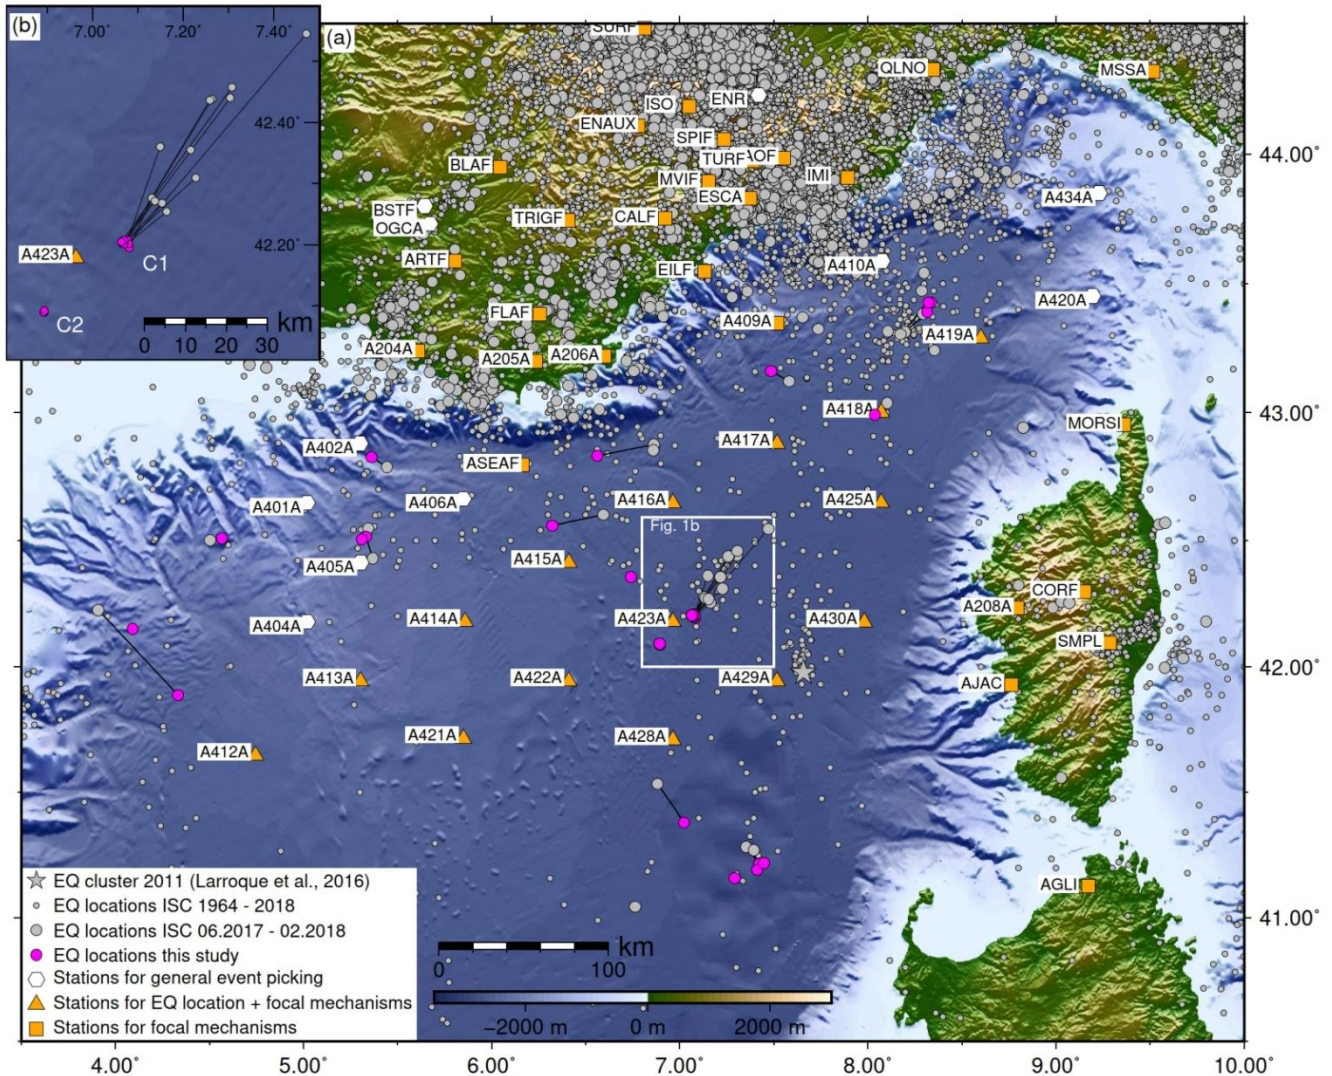 (b)
7.00°
7.20°
7.40°
42.40°
42.20°
A423A
C1
C2
km
0 10 20 30
(a)
SURF
QLNO
MSSA
ISO
ENR
ENAUX
SPIF
TURF
AOF
BLAF
MVIF
IMI
ESCA
44.00°
A434A
BSTF
OGCA
TRIGF
CALF
ARTF
EILF
A410A
FLAF
A409A
A420A
A419A
A204A
A205A
A206A
43.00°
A418A
MORSI
A402A
A417A
ASEAF
A401A
A406A
A416A
A425A
Fig. 1b
A405A
A415A
CORF
A208A
A404A
A414A
A423A
A430A
SMPL
42.00°
A413A
A422A
A429A
AJAC
A421A
A428A
A412A
AGLI
41.00°
EQ cluster 2011 (Larroque et al., 2016)
EQ locations ISC 1964 - 2018
EQ locations ISC 06.2017 - 02.2018
EQ locations this study
Stations for general event picking
Stations for EQ location + focal mechanisms
Stations for focal mechanisms
km
0 100
−2000 m 0 m 2000 m
4.00° 5.00° 6.00° 7.00° 8.00° 9.00° 10.00°